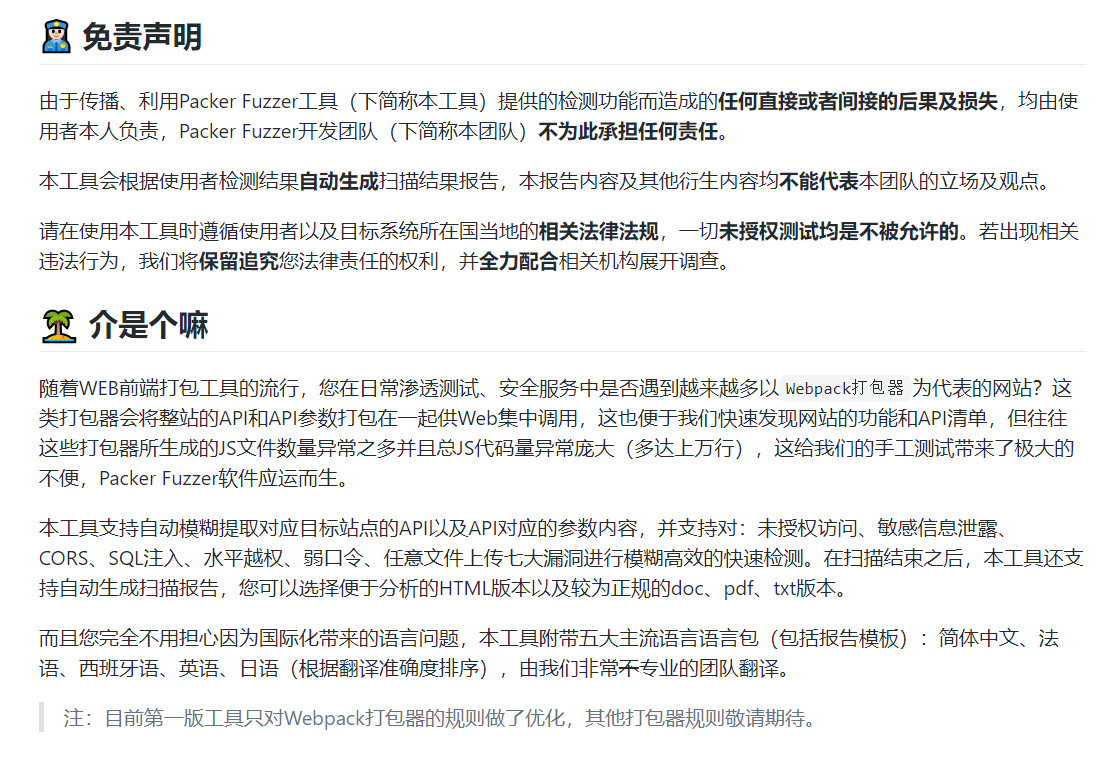 👮🏻 免责声明
由于传播、利用Packer Fuzzer工具（下简称本工具）提供的检测功能而造成的任何直接或者间接的后果及损失，均由使
用者本人负责，Packer Fuzzer开发团队（下简称本团队）不为此承担任何责任。
本工具会根据使用者检测结果自动生成扫描结果报告，本报告内容及其他衍生内容均不能代表本团队的立场及观点。
请在使用本工具时遵循使用者以及目标系统所在国当地的相关法律法规，一切未授权测试均是不被允许的。若出现相关
违法行为，我们将保留追究您法律责任的权利，并全力配合相关机构展开调查。
🏝 介是个嘛
随着WEB前端打包工具的流行，您在日常渗透测试、安全服务中是否遇到越来越多以 Webpack打包器 为代表的网站？这
类打包器会将整站的API和API参数打包在一起供Web集中调用，这也便于我们快速发现网站的功能和API清单，但往往
这些打包器所生成的JS文件数量异常之多并且总JS代码量异常庞大（多达上万行），这给我们的手工测试带来了极大的
不便，Packer Fuzzer软件应运而生。
本工具支持自动模糊提取对应目标站点的API以及API对应的参数内容，并支持对：未授权访问、敏感信息泄露、
CORS、SQL注入、水平越权、弱口令、任意文件上传七大漏洞进行模糊高效的快速检测。在扫描结束之后，本工具还支
持自动生成扫描报告，您可以选择便于分析的HTML版本以及较为正规的doc、pdf、txt版本。
而且您完全不用担心因为国际化带来的语言问题，本工具附带五大主流语言语言包（包括报告模板）：简体中文、法
语、西班牙语、英语、日语（根据翻译准确度排序），由我们非常不专业的团队翻译。
注：目前第一版工具只对Webpack打包器的规则做了优化，其他打包器规则敬请期待。